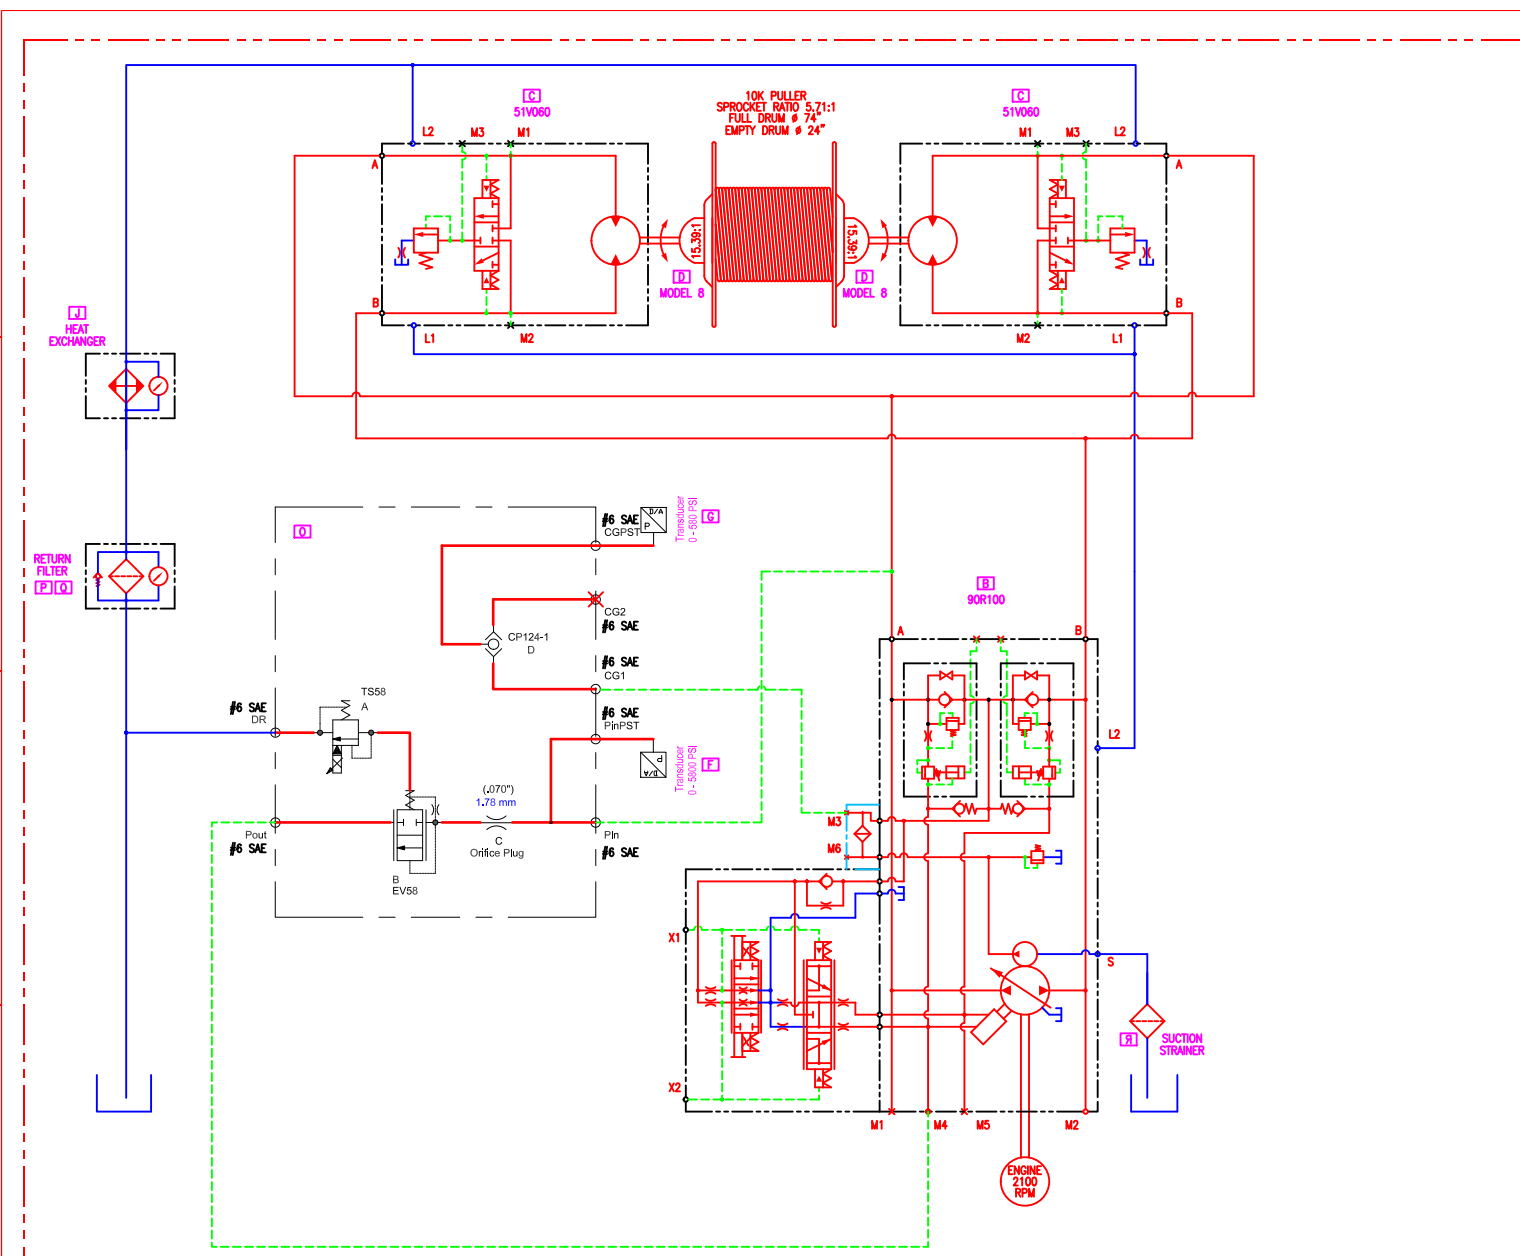 C
51V060
10K PULLER
SPROCKET RATIO 5.71:1
FULL DRUM ø 74"
EMPTY DRUM ø 24"
C
51V060
L2
M3
M1
M1
M3
L2
A
A
15.39:1
15.39:1
D
MODEL 8
D
MODEL 8
B
B
L1
M2
M2
L1
J
HEAT
EXCHANGER
RETURN
FILTER
P Q
O
#6 SAE
CGPST
D/A
P
Transducer
0 - 580 PSI
G
CG2
#6 SAE
CP124-1
D
#6 SAE
CG1
#6 SAE
PinPST
P
D/A
Transducer
0 - 5800 PSI
F
TS58
A
#6 SAE
DR
(.070")
1.78 mm
Pout
#6 SAE
C
Orifice Plug
PIn
#6 SAE
B
EV58
B
90R100
A
B
L2
M3
M6
X1
X2
S
R
SUCTION
STRAINER
M1
M4
M5
M2
ENGINE
2100
RPM